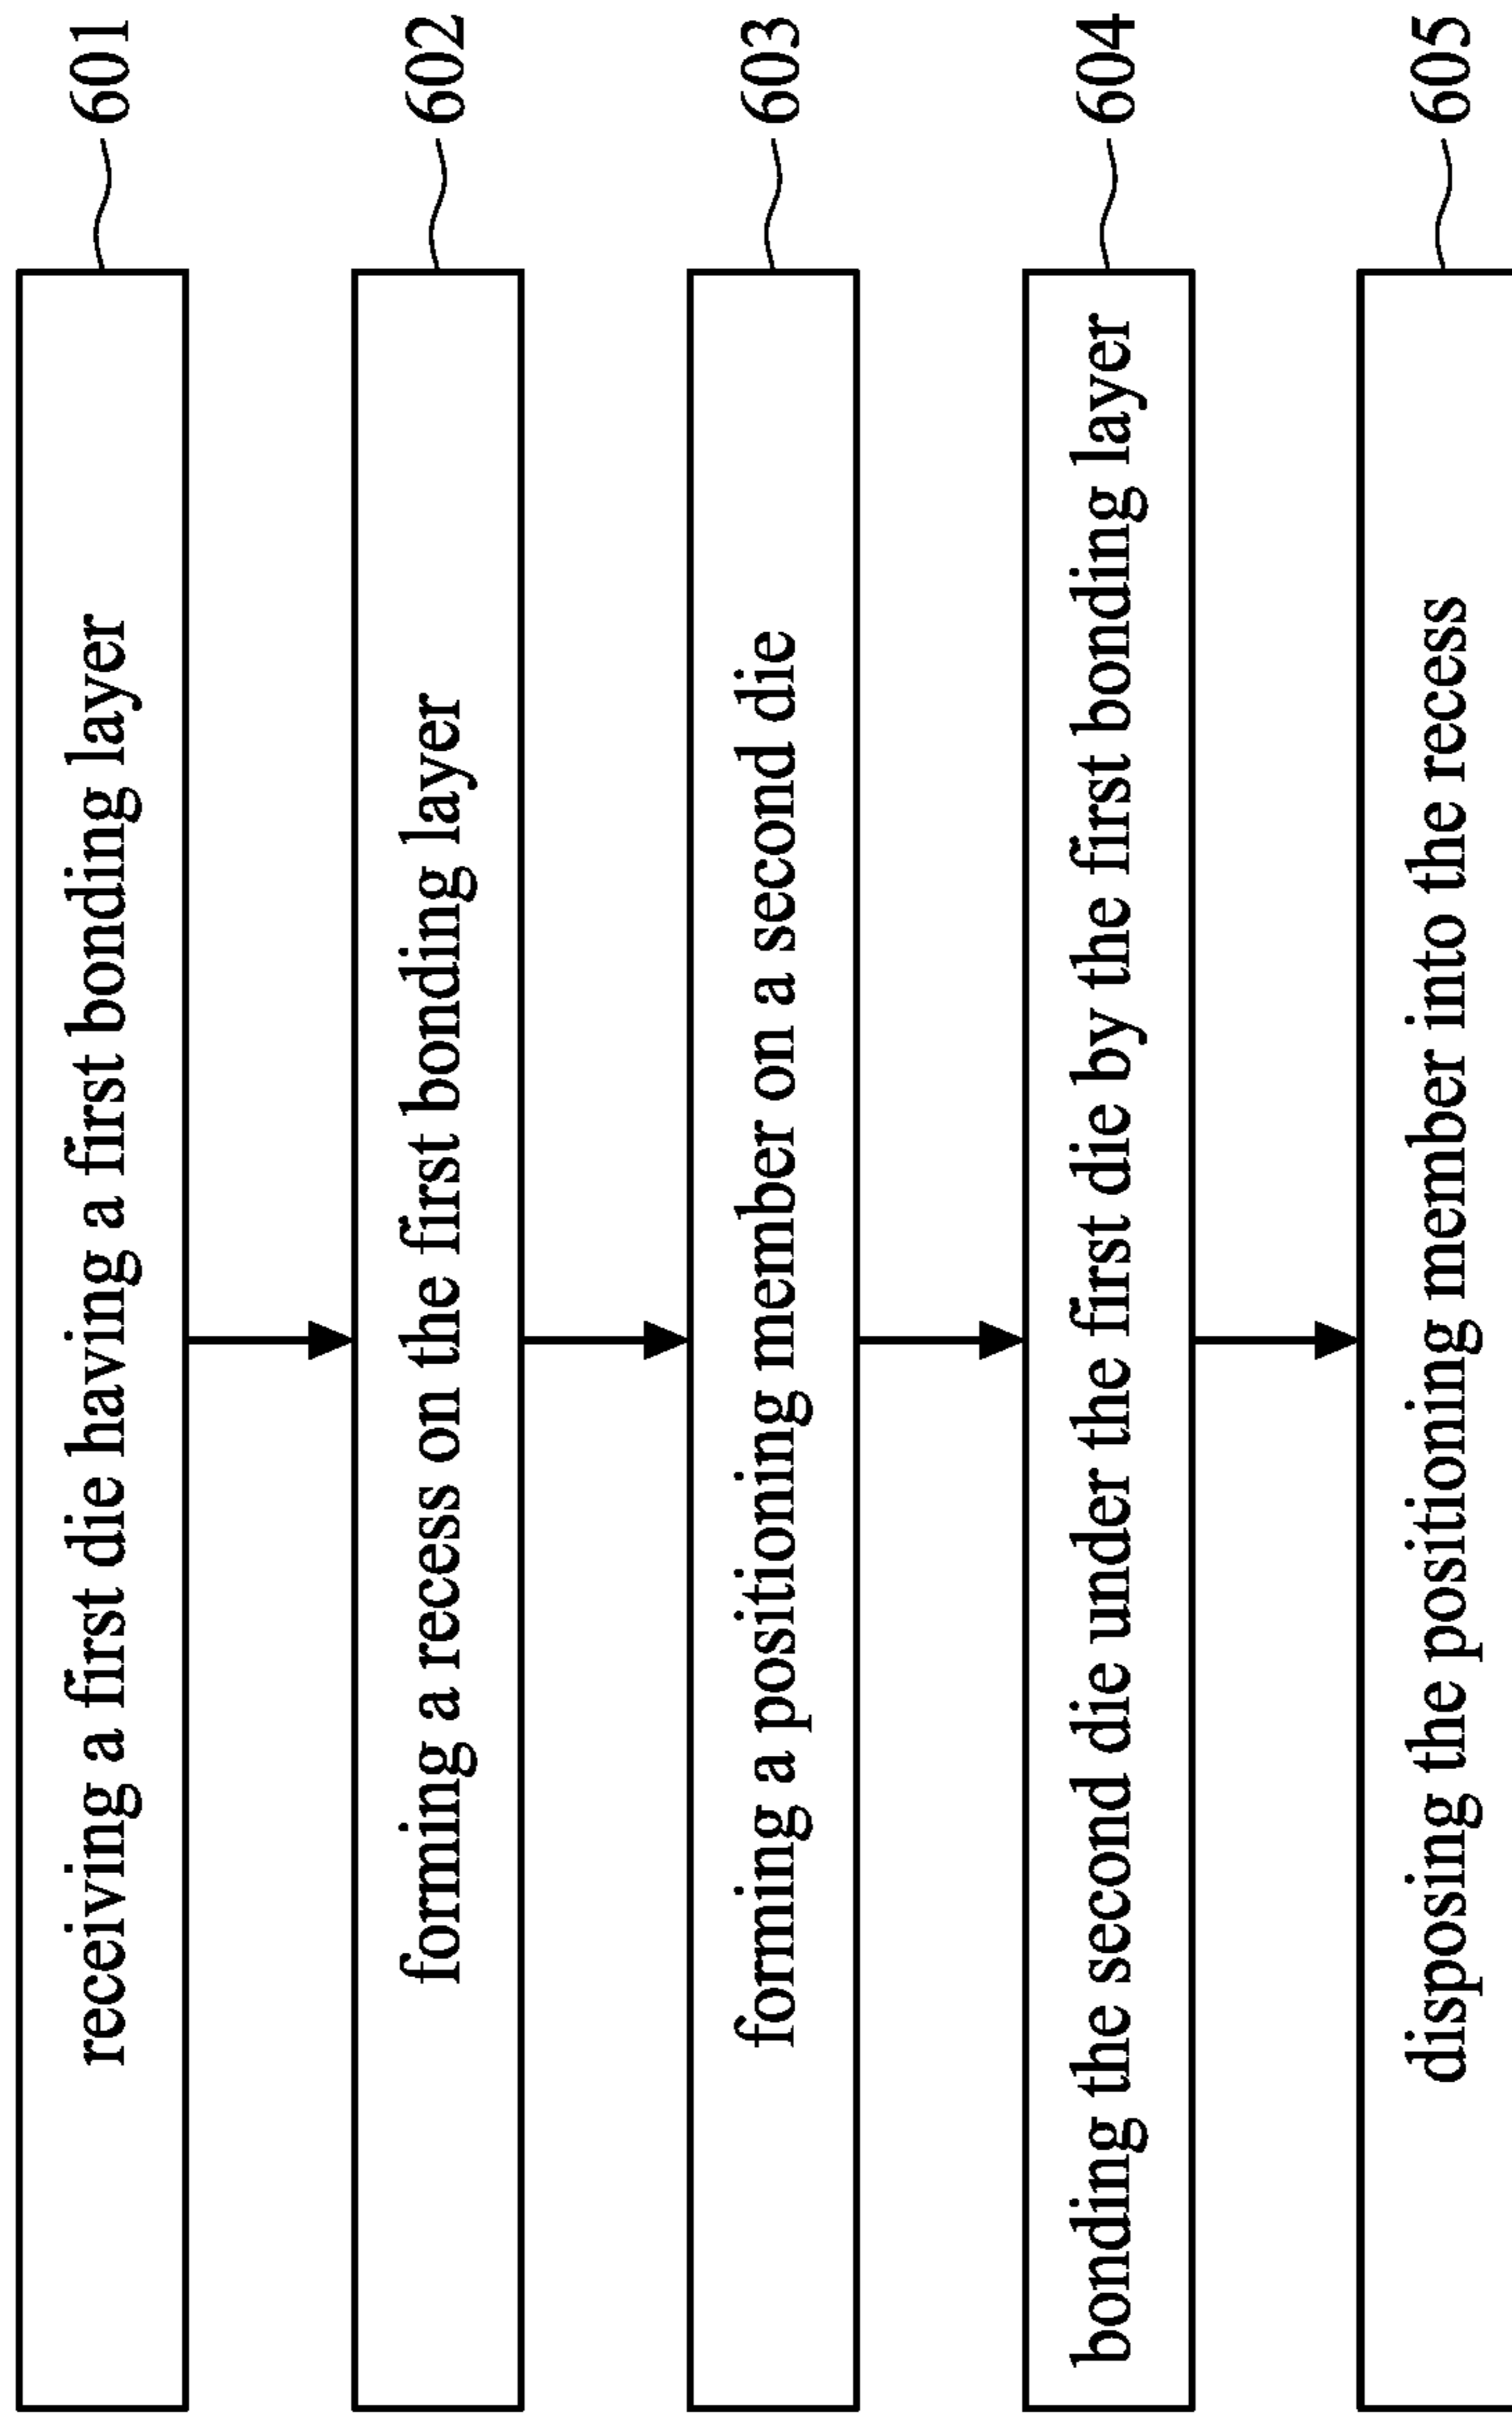 receiving a first die having a first bonding layer
601
forming a recess on the first bonding layer
602
forming a positioning member on a second die
603
bonding the second die under the first die by the first bonding layer
604
disposing the positioning member into the recess
605